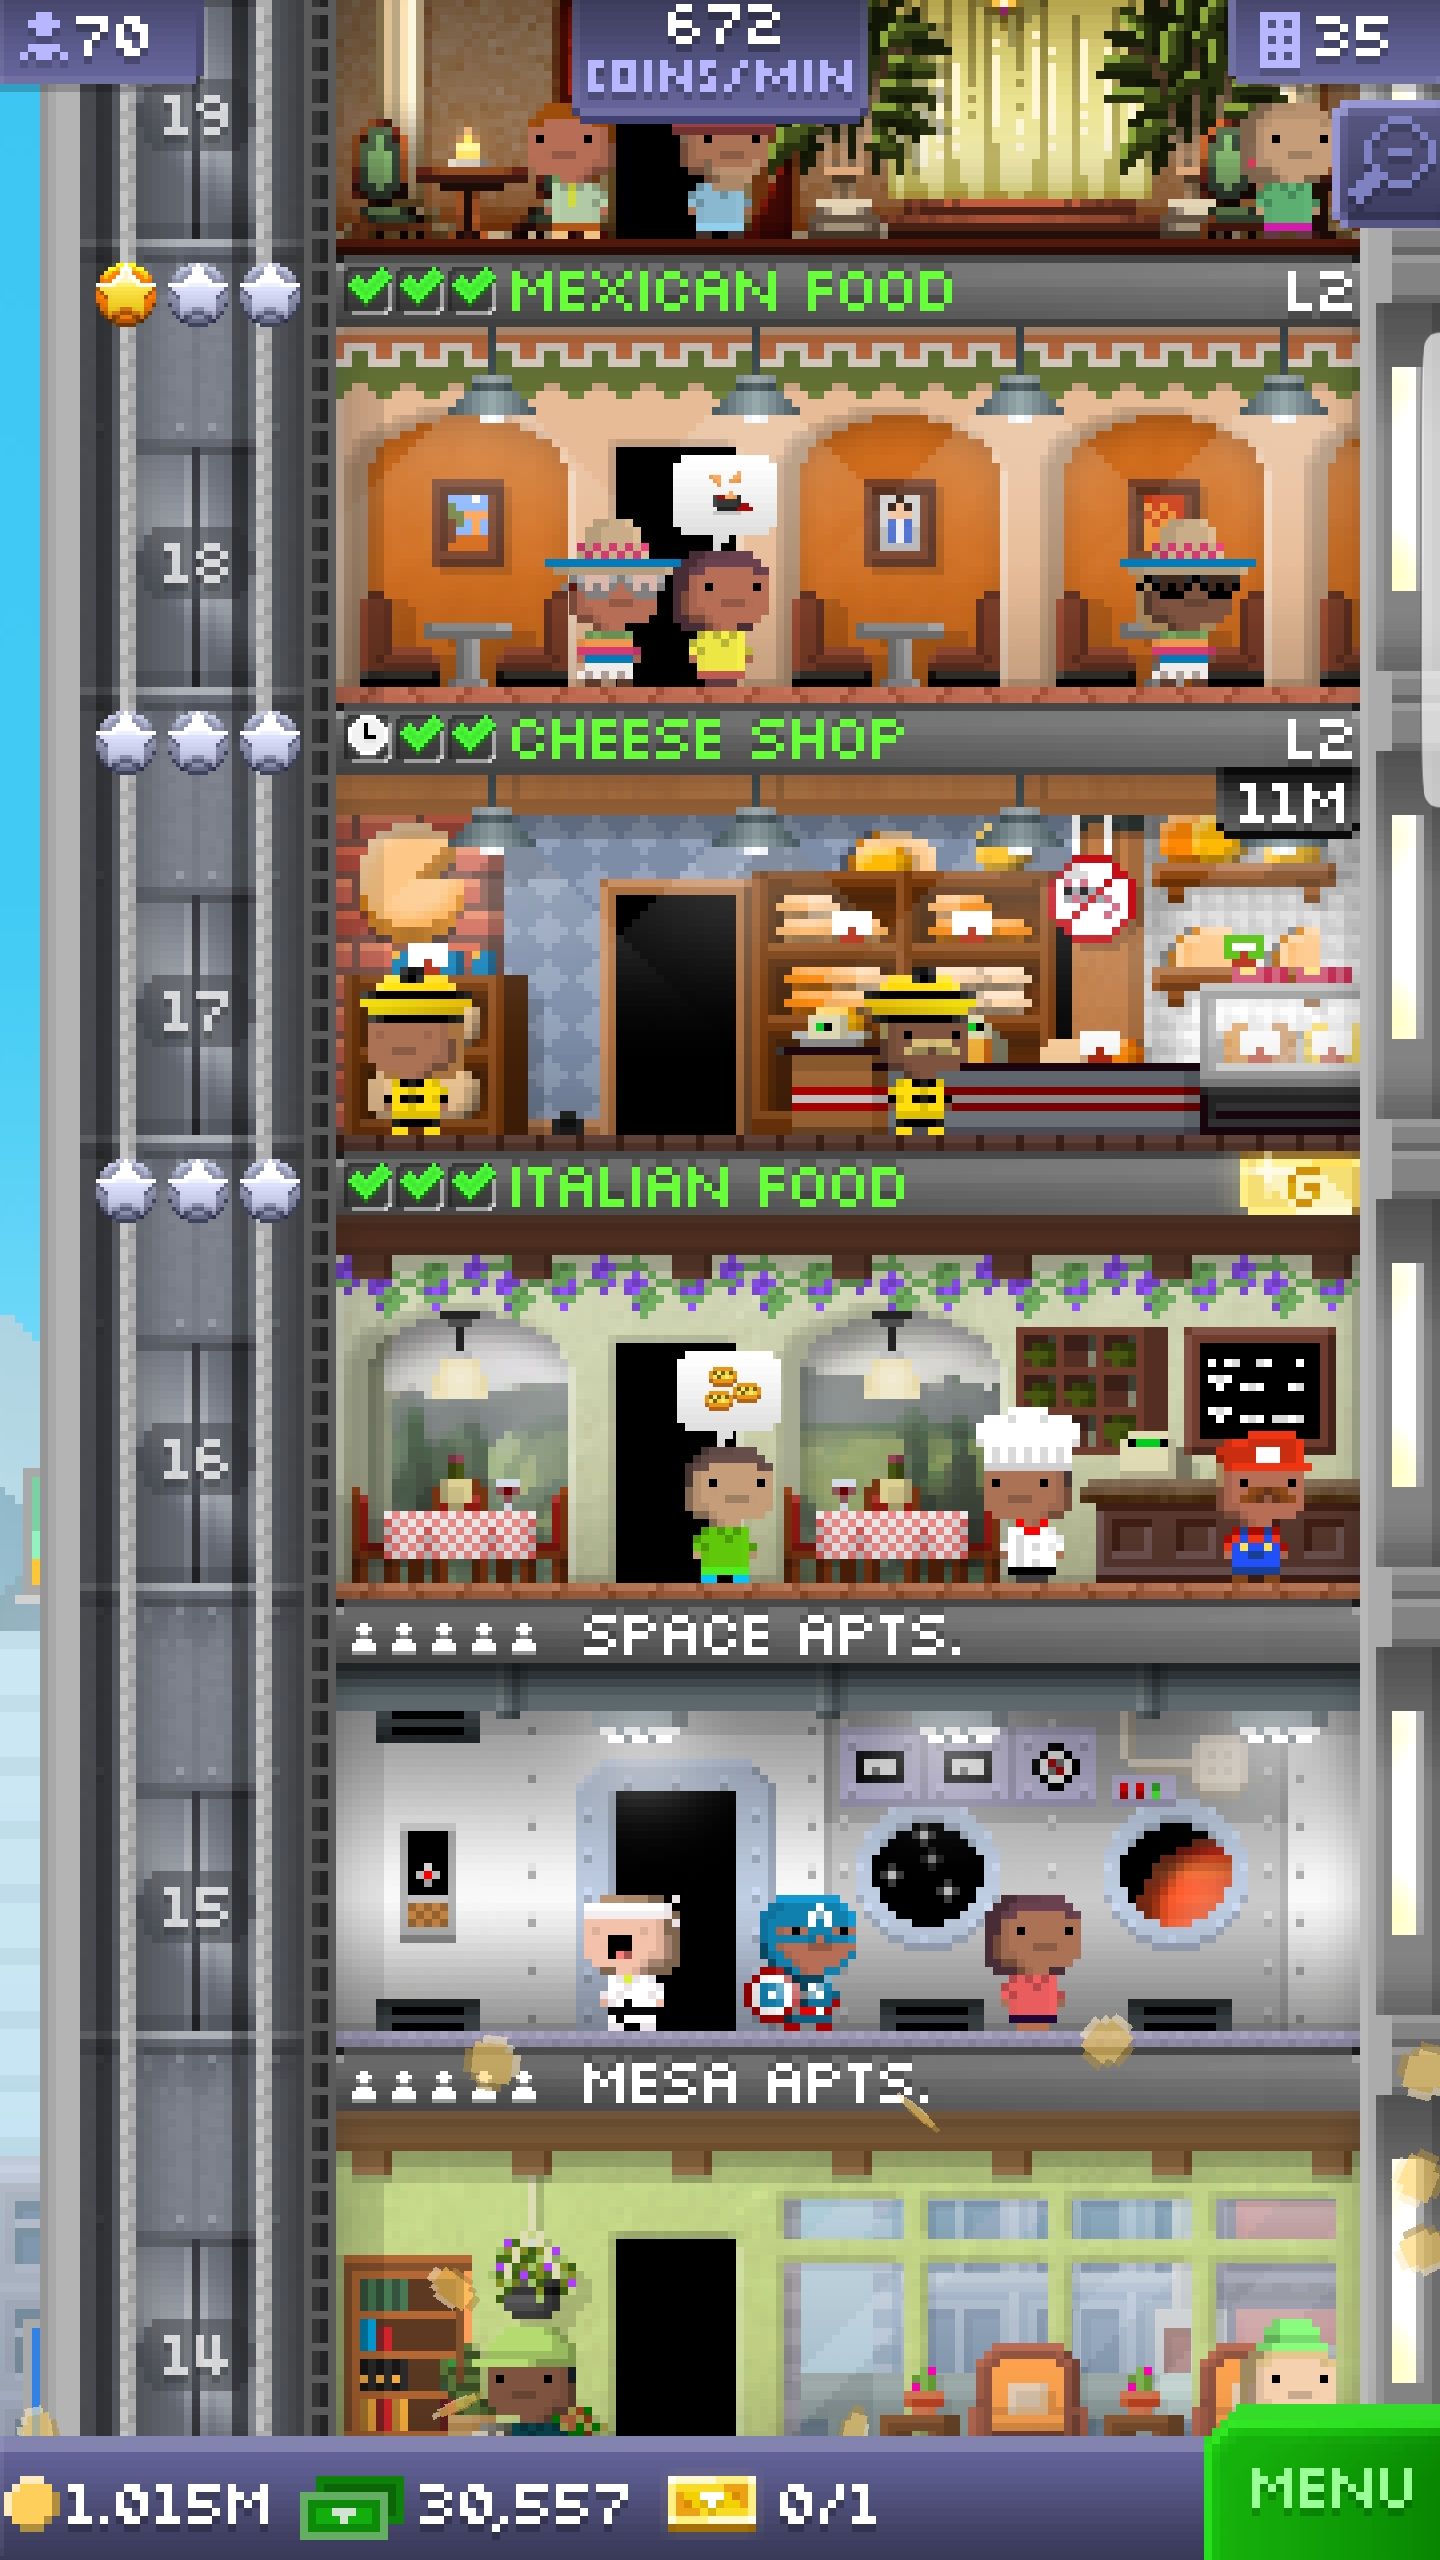 70
672
COINS/MIN
35
19
MEXICAN FOOD
L2
18
CHEESE SHOP
L2
11M
17
ITALIAN FOOD
G
16
SPACE APTS.
15
MESA APTS.
14
1.015M
30,557
0/1
MENU